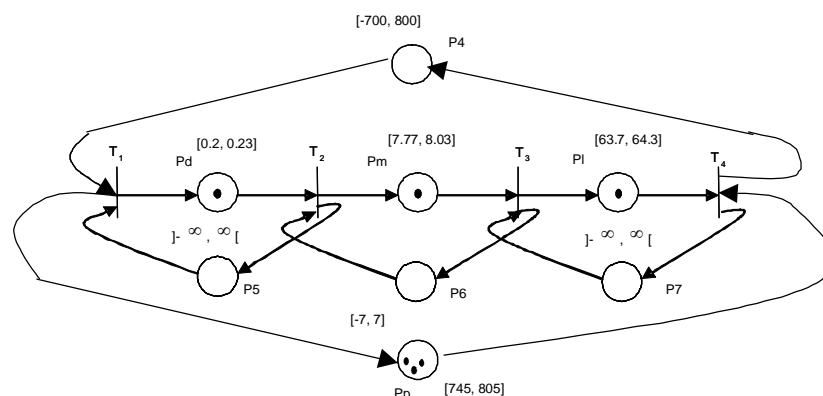 [-700, 800]
P4
[0.2, 0.23]
[7.77, 8.03]
[63.7, 64.3]
T1
Pd
T2
Pm
T3
Pl
T4
]- ∞ , ∞ [
]- ∞ , ∞ [
P5
P6
P7
[-7, 7]
Pp
[745, 805]